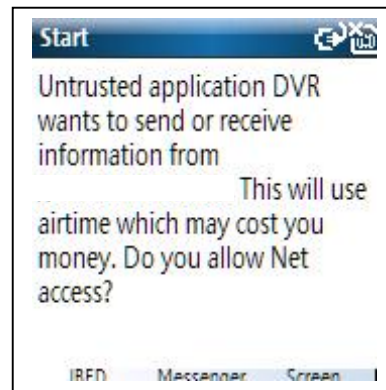 Start
Untrusted application DVR
wants to send or receive
information from
This will use
airtime which may cost you
money. Do you allow Net
access?
Messenger Screen